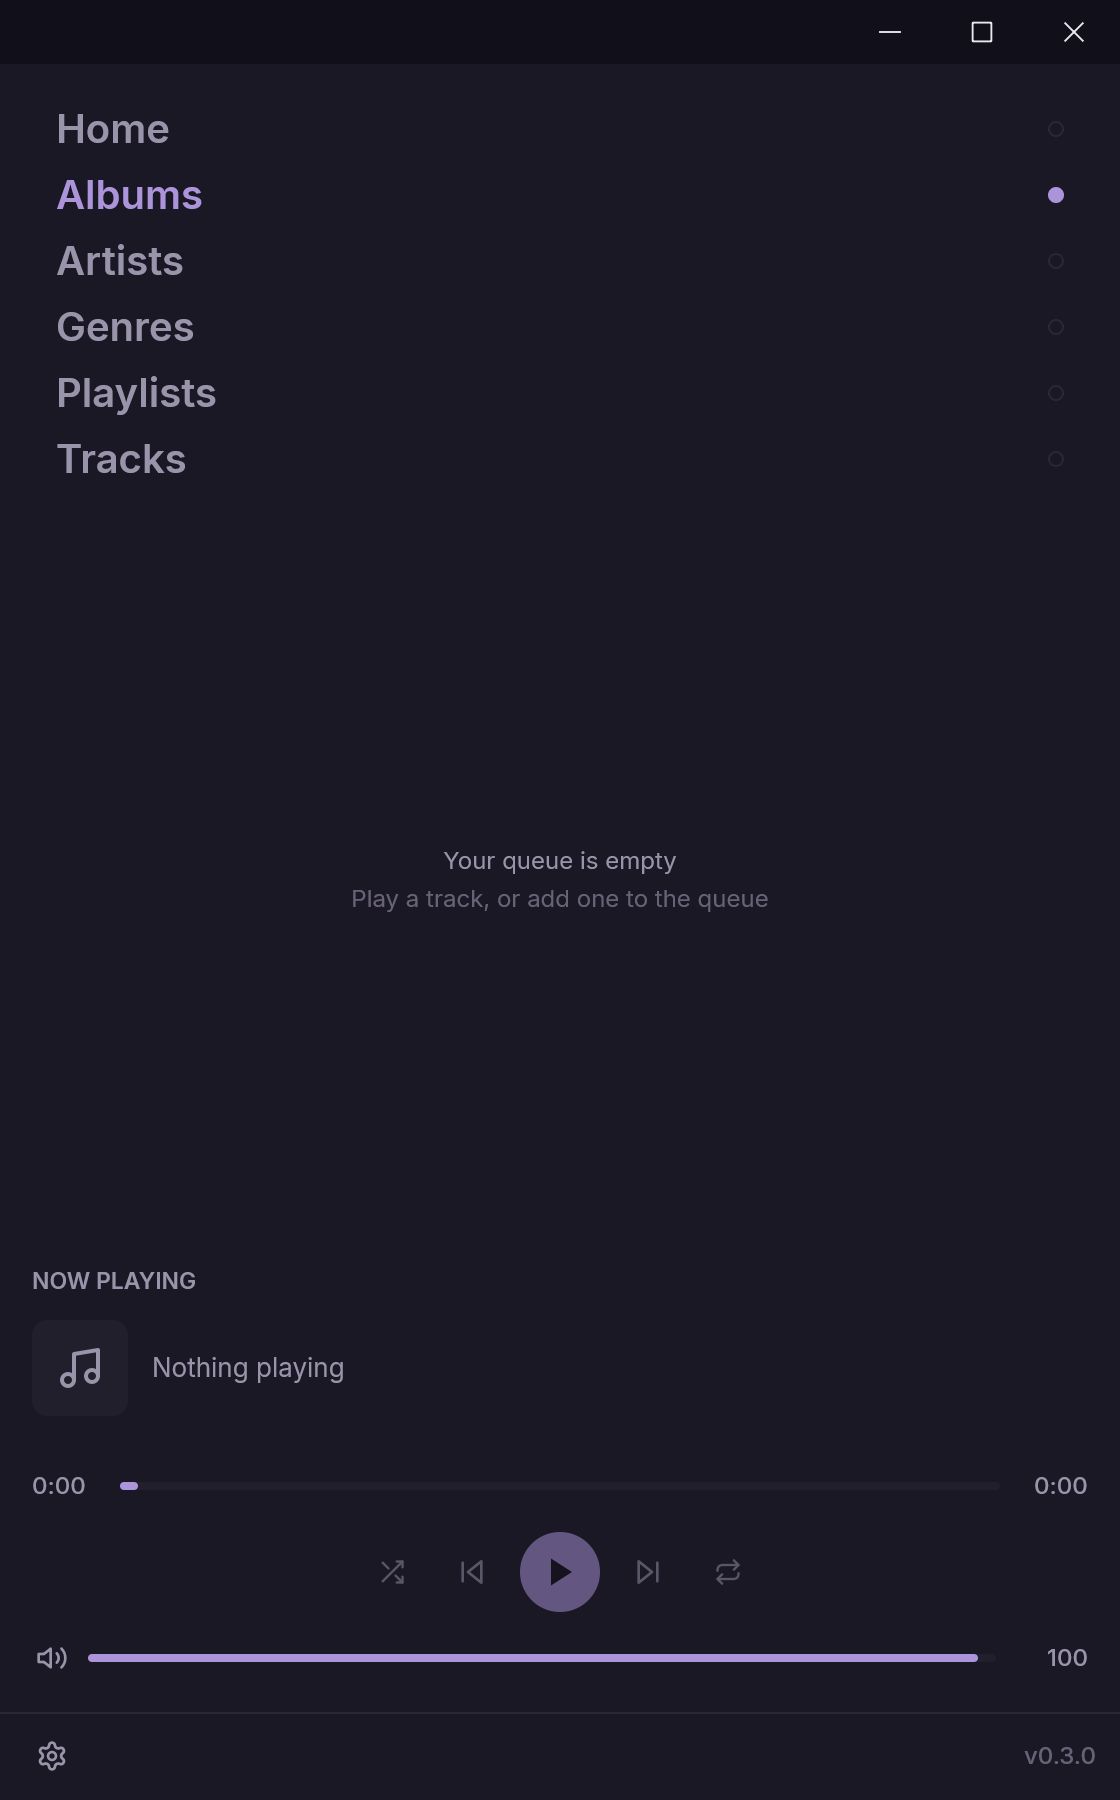 Home
Albums
Artists
Genres
Playlists
Tracks
Your queue is empty
Play a track, or add one to the queue
NOW PLAYING
Nothing playing
0:00 0:00
100
v0.3.0